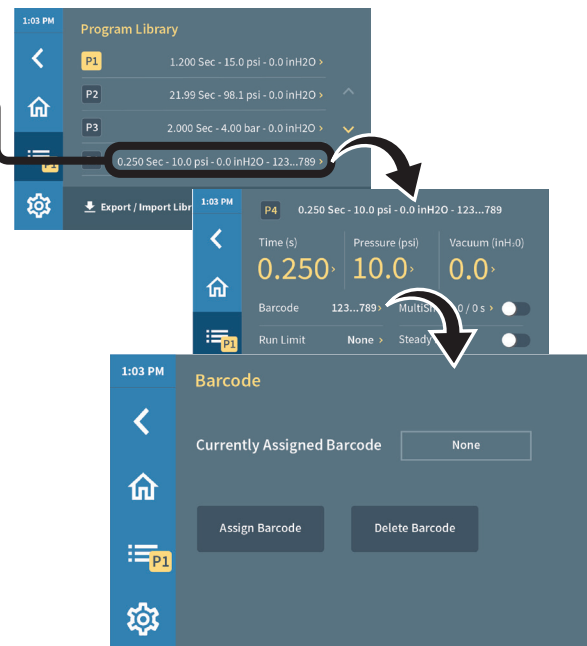 1:03 PM
Program Library
P1 1.200 Sec - 15.0 psi - 0.0 inH2O ›
P2 21.99 Sec - 98.1 psi - 0.0 inH2O ›
P3 2.000 Sec - 4.00 bar - 0.0 inH2O ›
0.250 Sec - 10.0 psi - 0.0 inH2O - 123...789 ›
P1
Export / Import Libr
1:03 PM
P4 0.250 Sec - 10.0 psi - 0.0 inH2O - 123...789
Time (s) Pressure (psi) Vacuum (inH₂0)
0.250 › 10.0 › 0.0 ›
Barcode 123...789 › MultiSh 0 / 0 s ›
Run Limit None › Steady
P1
1:03 PM
Barcode
Currently Assigned Barcode None
Assign Barcode Delete Barcode
P1